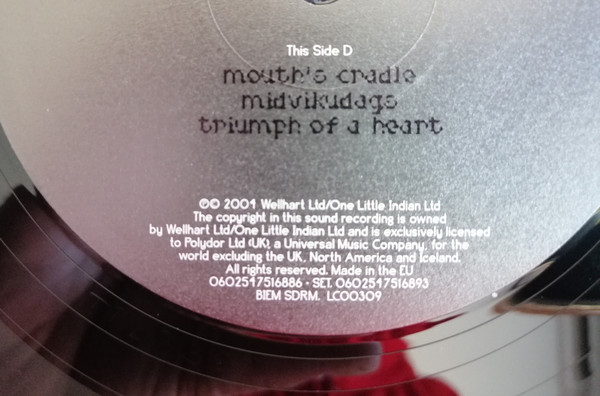 This Side D
mouth's cradle
midvikudags
triumph of a heart
℗© 2004 Wellhart Ltd/One Little Indian Ltd
The copyright in this sound recording is owned
by Wellhart Ltd/One Little Indian Ltd and is exclusively licensed
to Polydor Ltd (UK), a Universal Music Company, for the
world excluding the UK, North America and Iceland.
All rights reserved. Made in the EU
0602517516886 - SET. 0602517516893
BIEM SDRM. LC00309